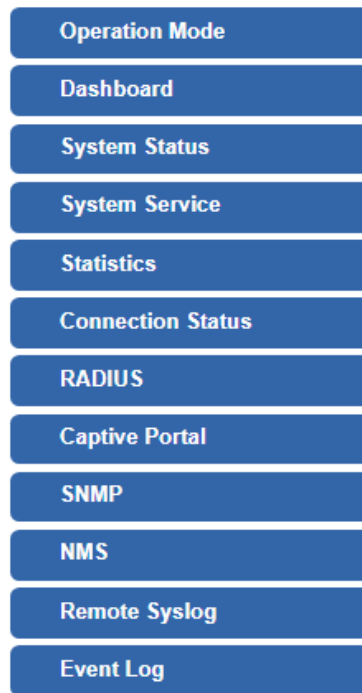 Operation Mode
Dashboard
System Status
System Service
Statistics
Connection Status
RADIUS
Captive Portal
SNMP
NMS
Remote Syslog
Event Log